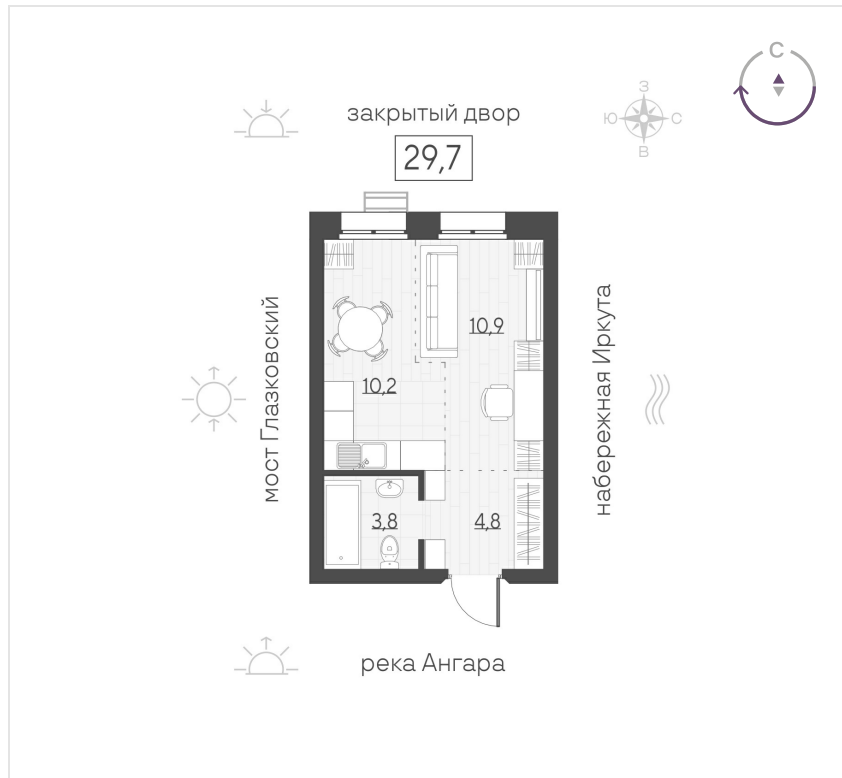 С
закрытый двор
З
Ю
С
В
29,7
мост Глазковский
набережная Иркута
10,9
10,2
3,8
4,8
река Ангара